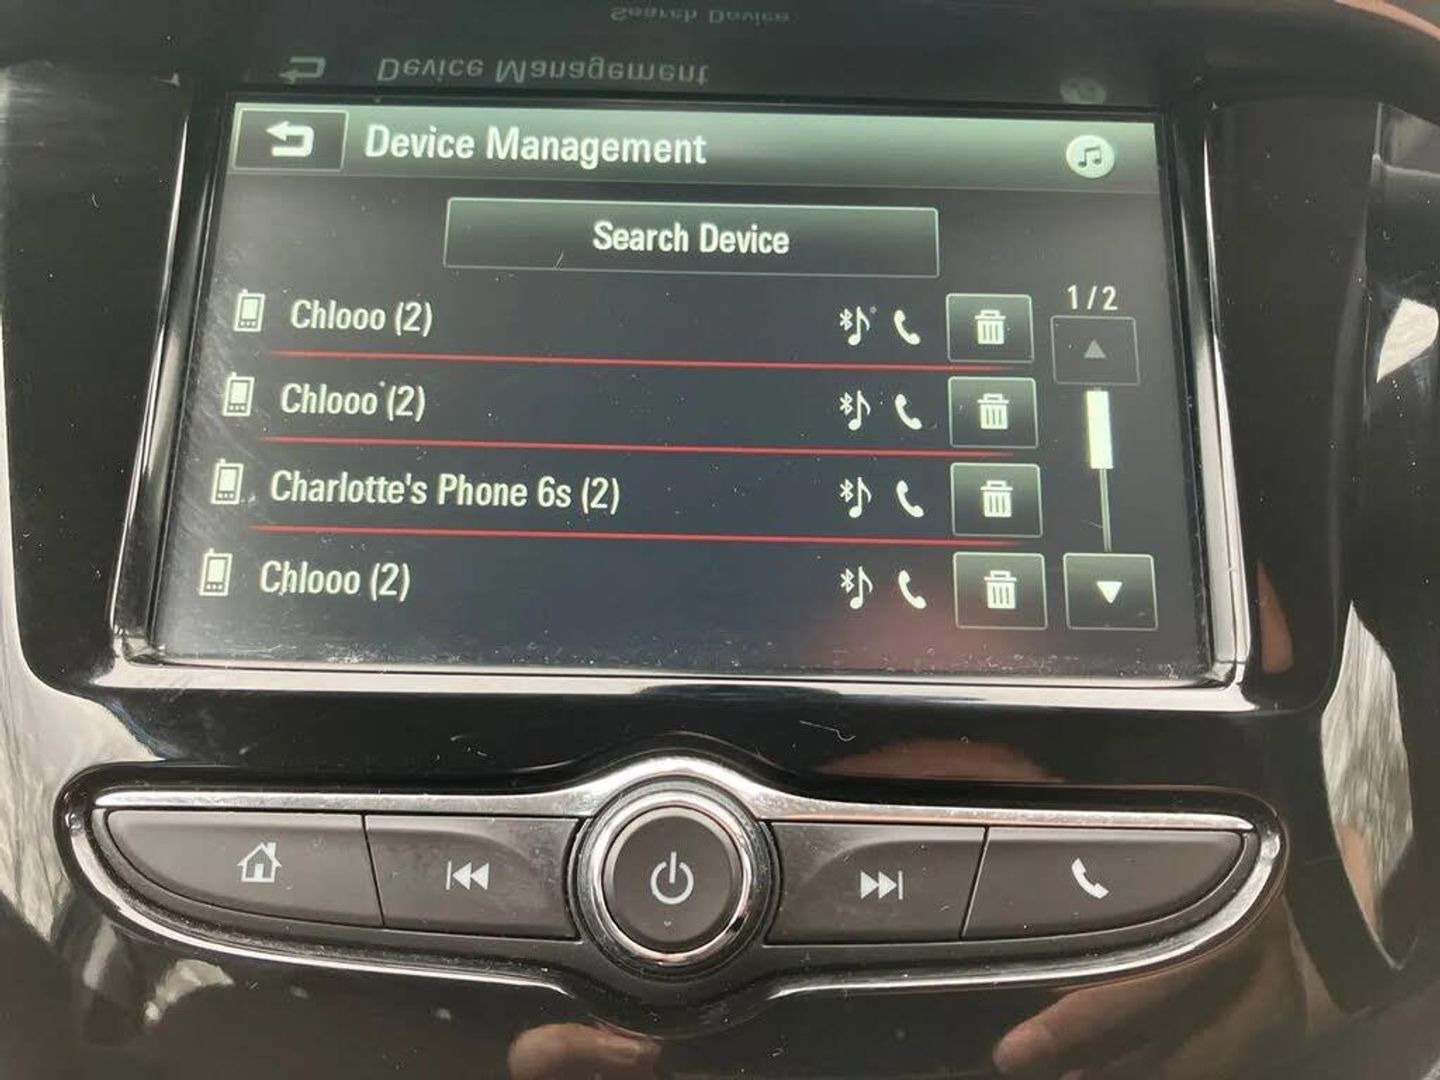 Device Management
Search Device
1 / 2
Chlooo (2)
Chlooo (2)
Charlotte's Phone 6s (2)
Chlooo (2)